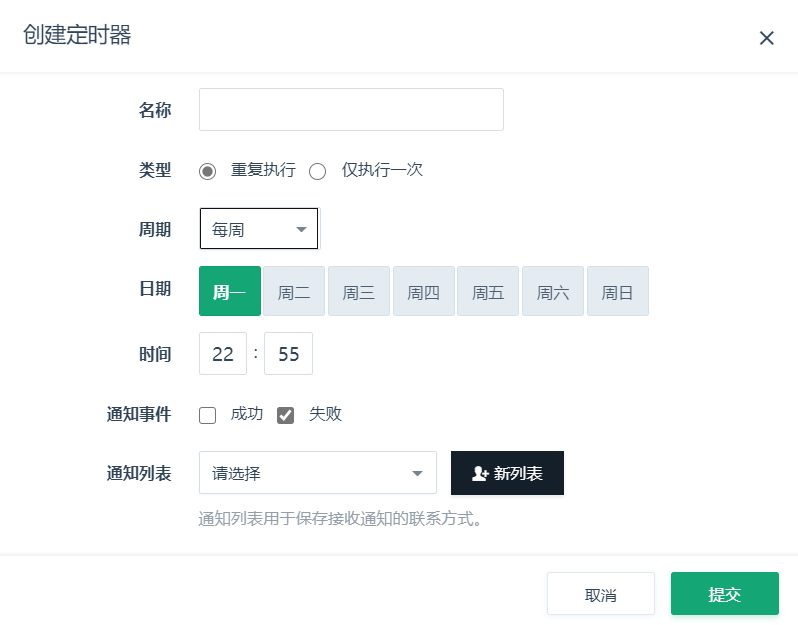 创建定时器
名称
类型 重复执行 仅执行一次
周期 每周
日期 周一 周二 周三 周四 周五 周六 周日
时间 22 : 55
通知事件 成功 失败
通知列表 请选择 新列表
通知列表用于保存接收通知的联系方式。
取消 提交